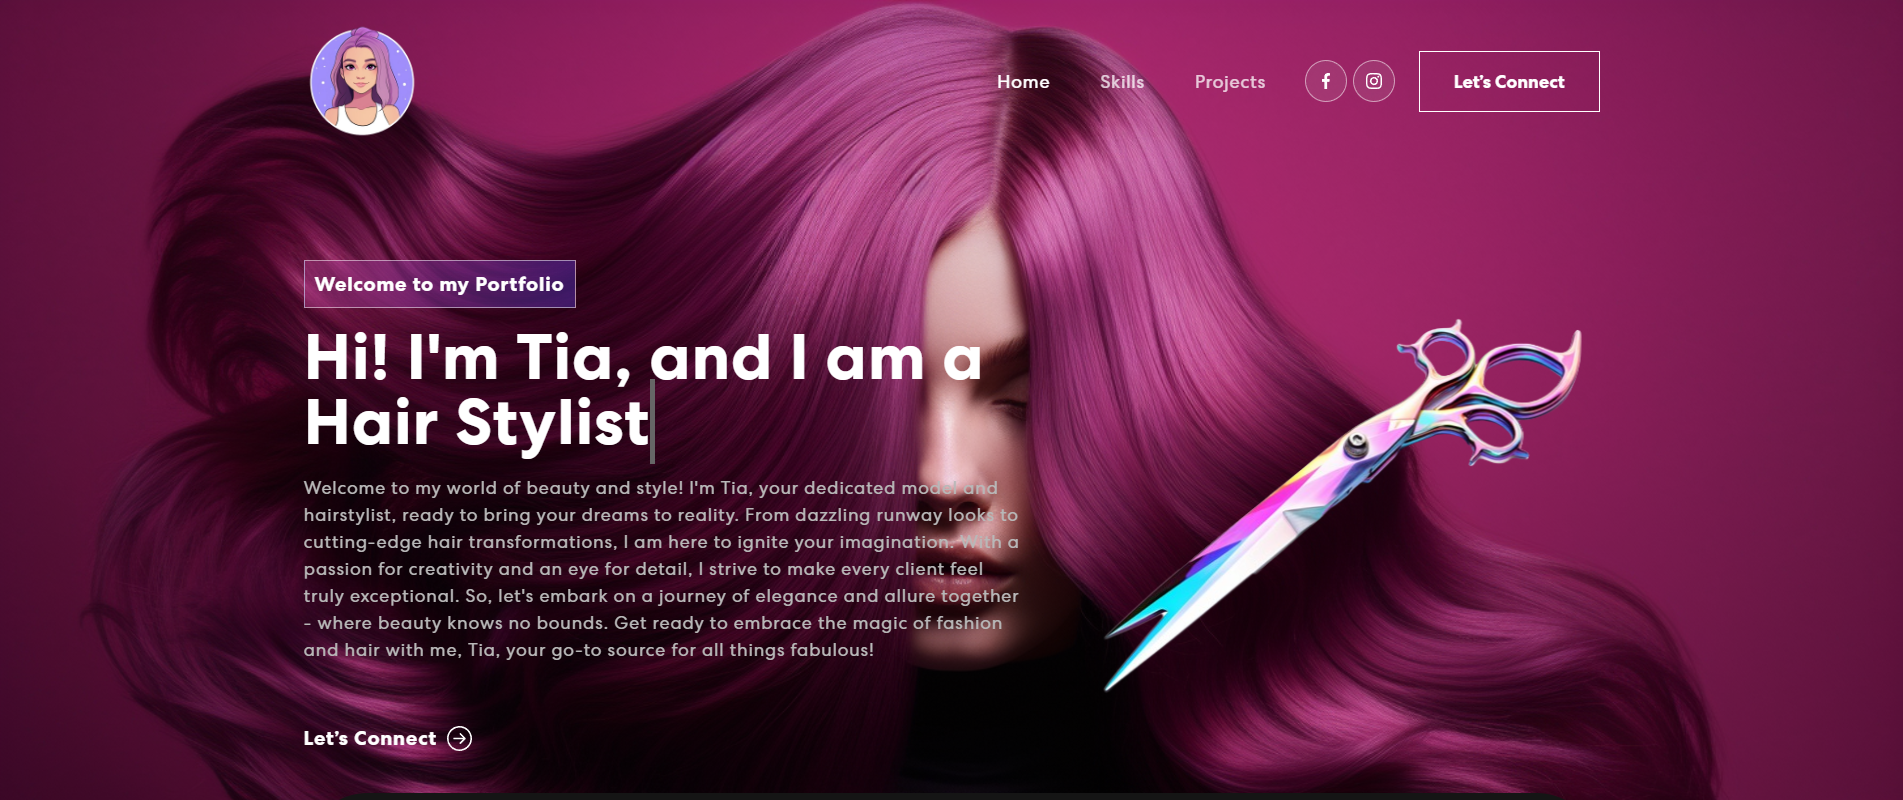 Home
Skills
Projects
Let's Connect
Welcome to my Portfolio
Hi! I'm Tia, and I am a
Hair Stylist
Welcome to my world of beauty and style! I'm Tia, your dedicated model and
hairstylist, ready to bring your dreams to reality. From dazzling runway looks to
cutting-edge hair transformations, I am here to ignite your imagination. With a
passion for creativity and an eye for detail, I strive to make every client feel
truly exceptional. So, let's embark on a journey of elegance and allure together
- where beauty knows no bounds. Get ready to embrace the magic of fashion
and hair with me, Tia, your go-to source for all things fabulous!
Let's Connect